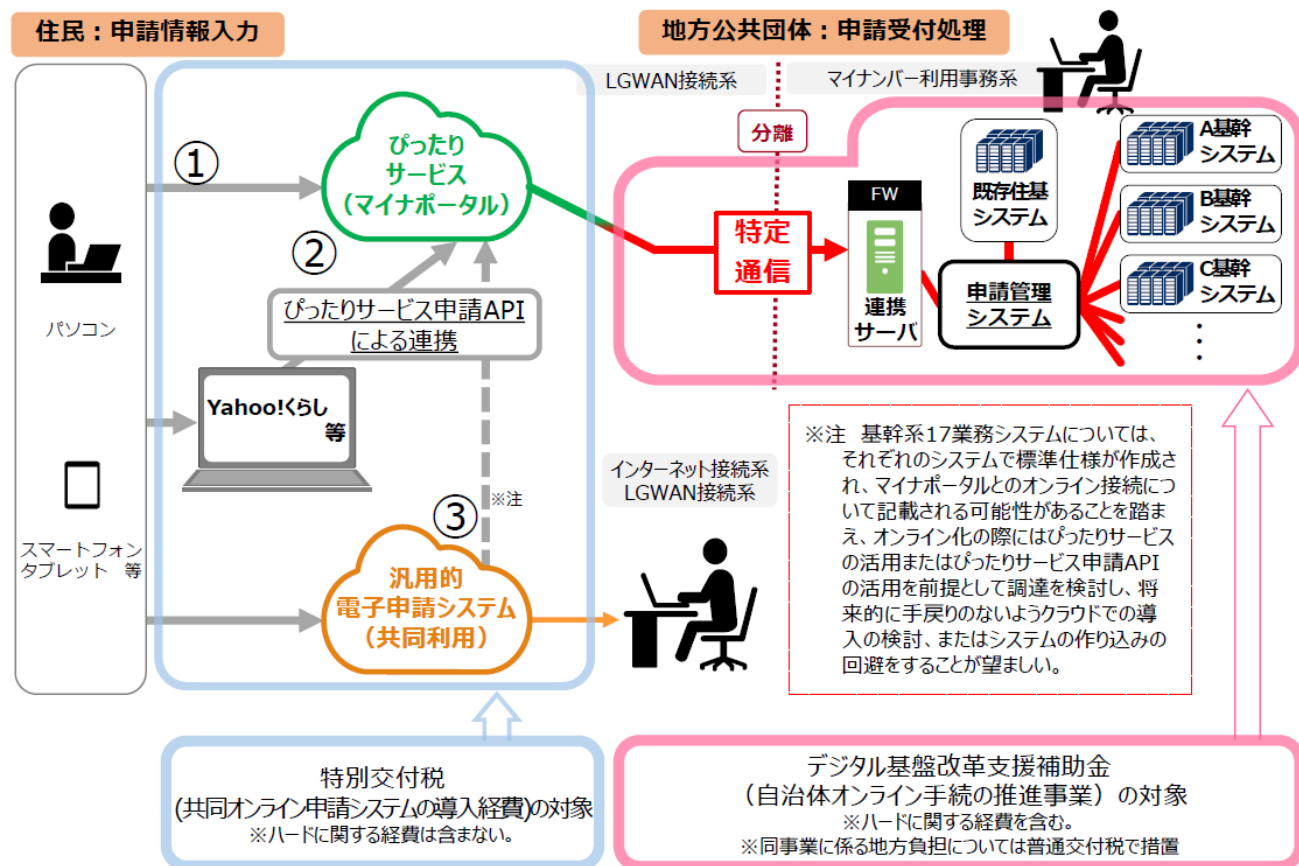 住民：申請情報入力
地方公共団体：申請受付処理
LGWAN接続系
マイナンバー利用事務系
分離
①
ぴったり
サービス
（マイナポータル）
②
ぴったりサービス申請API
による連携
パソコン
Yahoo!くらし
等
スマートフォン
タブレット　等
③
※注
汎用的
電子申請システム
（共同利用）
インターネット接続系
LGWAN接続系
特定
通信
FW
連携
サーバ
既存住基
システム
申請管理
システム
A基幹
システム
B基幹
システム
C基幹
システム
・
・
・
※注　基幹系17業務システムについては、
それぞれのシステムで標準仕様が作成さ
れ、マイナポータルとのオンライン接続につ
いて記載される可能性があることを踏ま
え、オンライン化の際にはぴったりサービス
の活用またはぴったりサービス申請API
の活用を前提として調達を検討し、将
来的に手戻りのないようクラウドでの導
入の検討、またはシステムの作り込みの
回避をすることが望ましい。
特別交付税
(共同オンライン申請システムの導入経費)の対象
※ハードに関する経費は含まない。
デジタル基盤改革支援補助金
（自治体オンライン手続の推進事業）の対象
※ハードに関する経費を含む。
※同事業に係る地方負担については普通交付税で措置